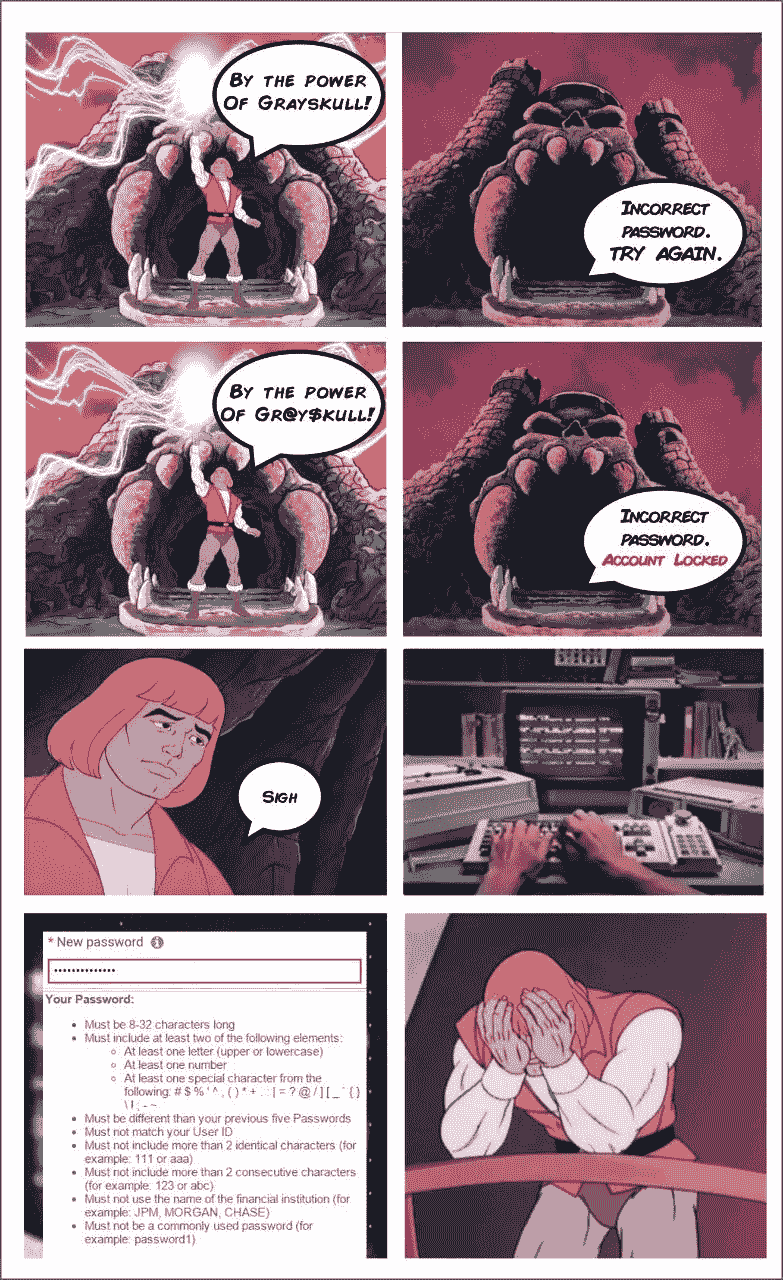 BY THE POWER
OF GRAYSKULL!
INCORRECT
PASSWORD.
TRY AGAIN.
BY THE POWER
OF GR@Y$KULL!
INCORRECT
PASSWORD.
ACCOUNT LOCKED
SIGH
* New password
••••••••••••••
Your Password:
• Must be 8-32 characters long
• Must include at least two of the following elements:
○ At least one letter (upper or lowercase)
○ At least one number
○ At least one special character from the
following: # $ % ' ^ , ( ) * + . : | = ? @ / ] [ _ ` { }
\ ! ; - ~
• Must be different than your previous five Passwords
• Must not match your User ID
• Must not include more than 2 identical characters (for
example: 111 or aaa)
• Must not include more than 2 consecutive characters
(for example: 123 or abc)
• Must not use the name of the financial institution (for
example: JPM, MORGAN, CHASE)
• Must not be a commonly used password (for
example: password1)